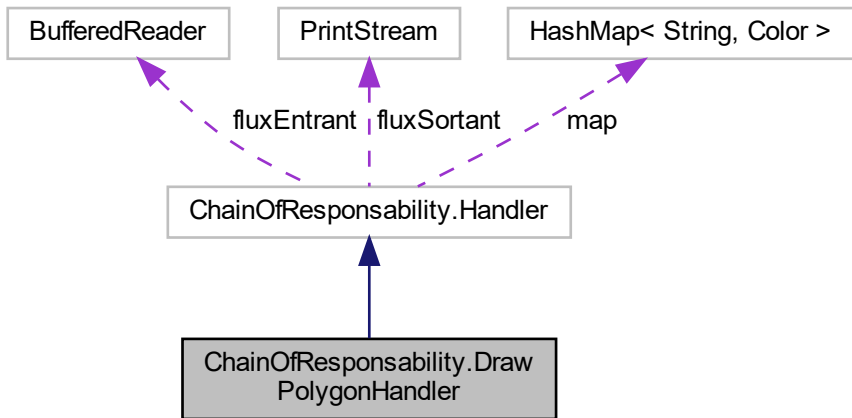 BufferedReader
PrintStream
HashMap< String, Color >
fluxEntrant
fluxSortant
map
ChainOfResponsability.Handler
ChainOfResponsability.Draw
PolygonHandler